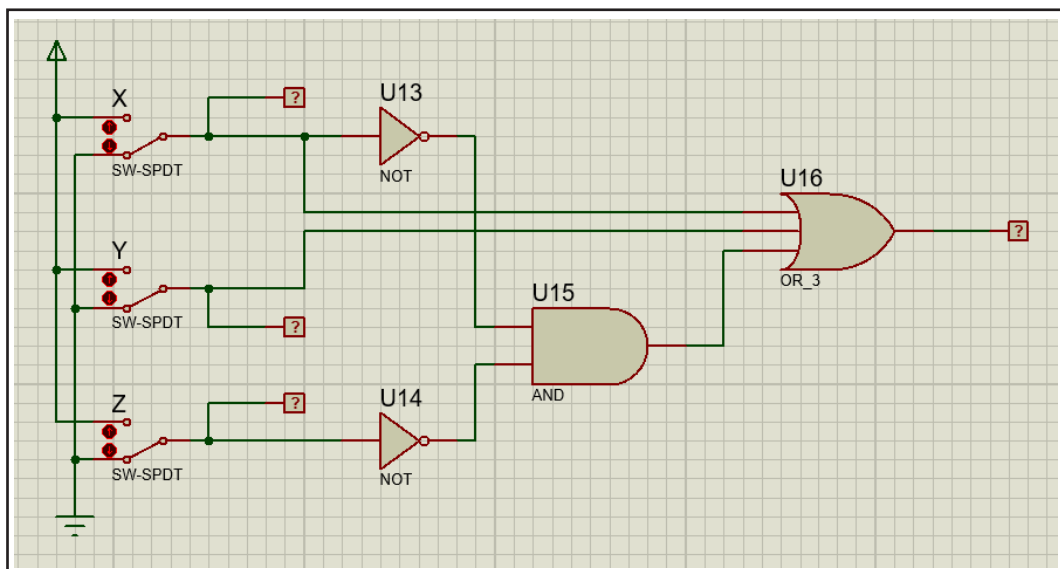 X
?
U13
SW-SPDT
NOT
U16
?
OR_3
Y
SW-SPDT
?
U15
AND
Z
?
U14
SW-SPDT
NOT